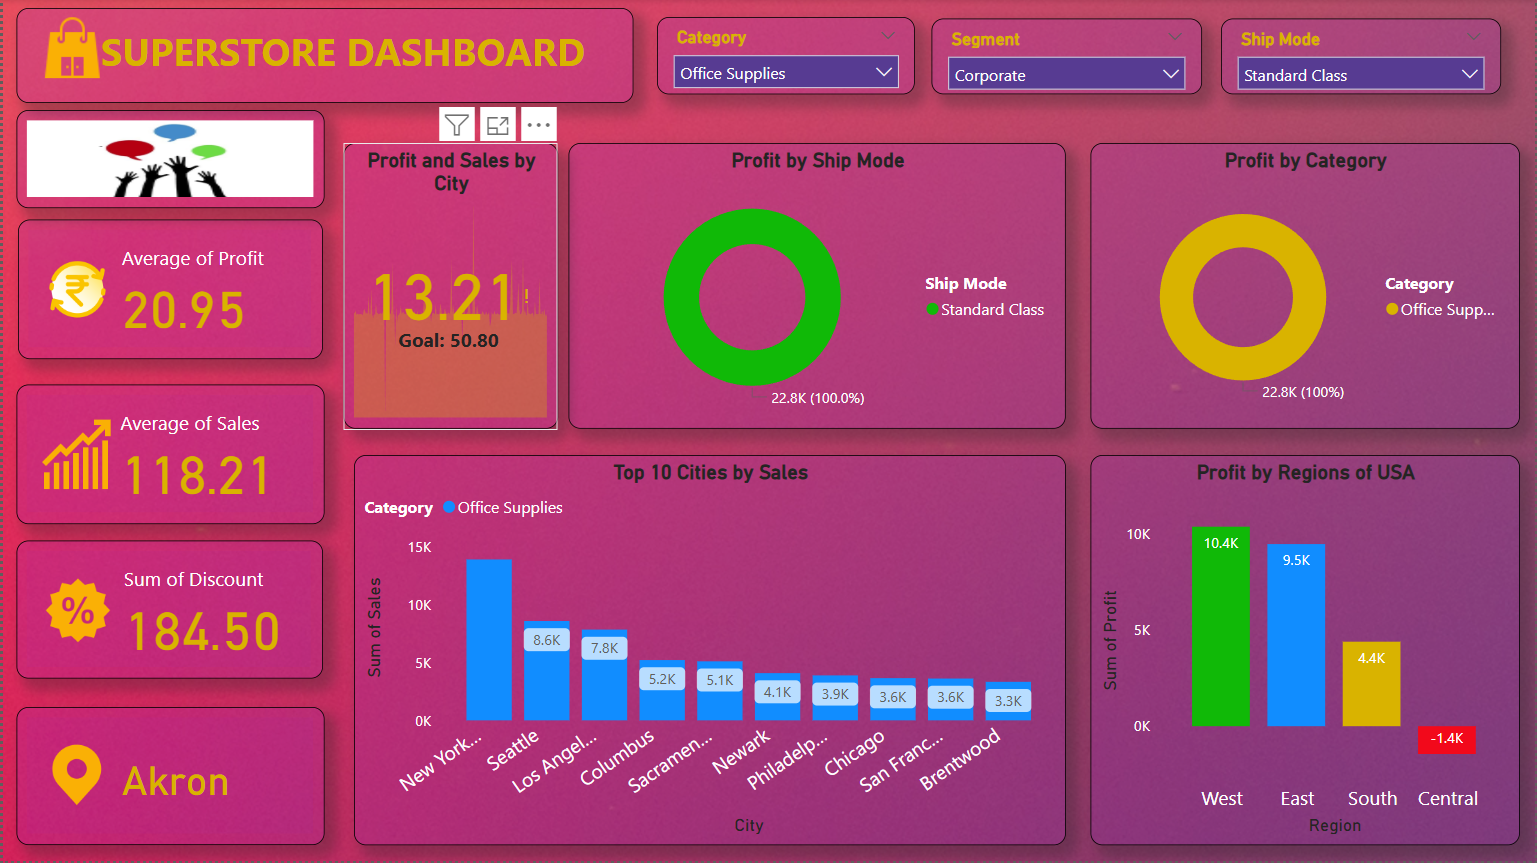 SUPERSTORE DASHBOARD
Category
Office Supplies
Segment
Corporate
Ship Mode
Standard Class
Average of Profit
20.95
Average of Sales
118.21
%
Sum of Discount
184.50
Akron
Profit and Sales by
City
13.21!
Goal: 50.80
Profit by Ship Mode
Ship Mode
Standard Class
22.8K (100.0%)
Profit by Category
Category
Office Supp...
22.8K (100%)
Top 10 Cities by Sales
Category
Office Supplies
Sum of Sales
15K
10K
5K
0K
8.6K
7.8K
5.2K
5.1K
4.1K
3.9K
3.6K
3.6K
3.3K
New York...
Seattle
Los Angel...
Columbus
Sacramen...
Newark
Philadelp...
Chicago
San Franc...
Brentwood
City
Profit by Regions of USA
Sum of Profit
10K
5K
0K
10.4K
9.5K
4.4K
-1.4K
West
East
South
Central
Region